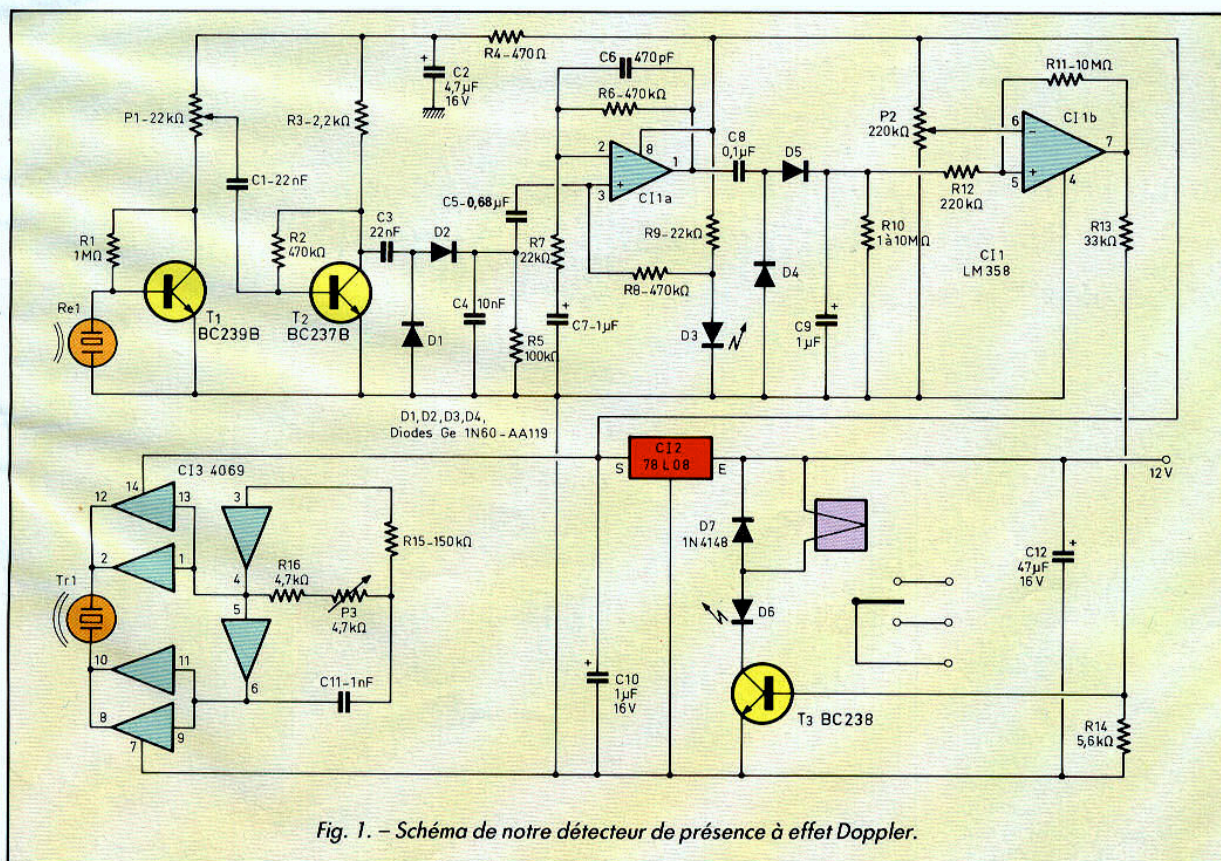 R4-470Ω
C6 470pF
R6-470kΩ
R11-10MΩ
+
C2
4,7µF
16V
P1-22kΩ
R3-2,2kΩ
P2
220kΩ
CI1b
6
-
7
+
5
4
2
-
8
1
+
3
CI1a
C8
0,1µF
D5
C1-22nF
C5-0,68µF
R12
220kΩ
R1
1MΩ
R2
470kΩ
C3
22nF
D2
R7
22kΩ
R9-22kΩ
R10
1 à 10MΩ
R13
33kΩ
CI1
LM358
R8-470kΩ
D4
Re1
T1
BC239B
T2
BC237B
C4
10nF
D1
R5
100kΩ
+
C7-1µF
D3
+
C9
1µF
D1,D2,D3,D4,
Diodes Ge 1N60-AA119
CI3 4069
S
CI2
78L08
E
12V
12
14
13
3
R15-150kΩ
D7
1N4148
C12
47µF
16V
+
2
1
4
R16
4,7kΩ
P3
4,7kΩ
Tr1
5
D6
10
11
6
C11-1nF
+
C10
1µF
16V
8
7
9
T3 BC238
R14
5,6kΩ
Fig. 1. – Schéma de notre détecteur de présence à effet Doppler.